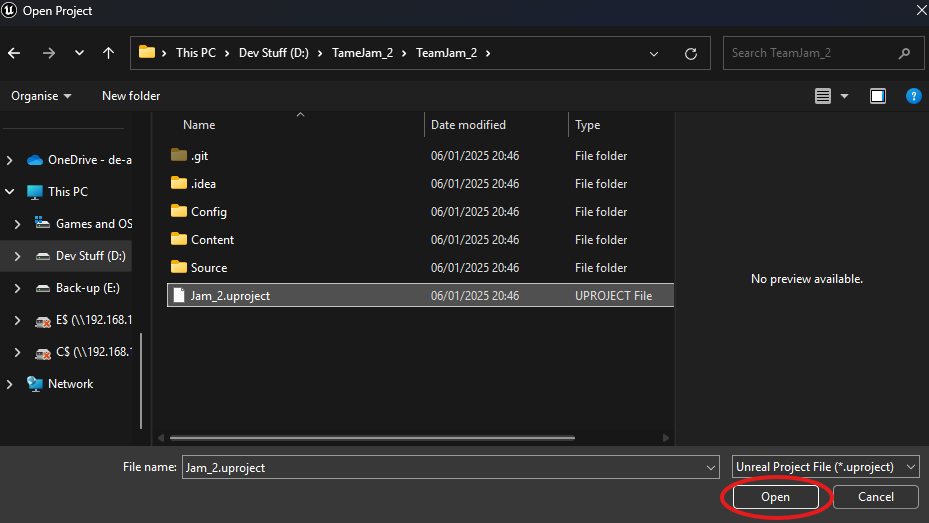 Open Project
This PC > Dev Stuff (D:) > TameJam_2 > TeamJam_2 >
Search TeamJam_2
Organise
New folder
?
Name Date modified Type
OneDrive - de-a
This PC
Games and OS
Dev Stuff (D:)
Back-up (E:)
E$ (\\192.168.1
C$ (\\192.168.1
Network
.git 06/01/2025 20:46 File folder
.idea 06/01/2025 20:46 File folder
Config 06/01/2025 20:46 File folder
Content 06/01/2025 20:46 File folder
Source 06/01/2025 20:46 File folder
Jam_2.uproject 06/01/2025 20:46 UPROJECT File
No preview available.
File name: Jam_2.uproject
Unreal Project File (*.uproject)
Open
Cancel